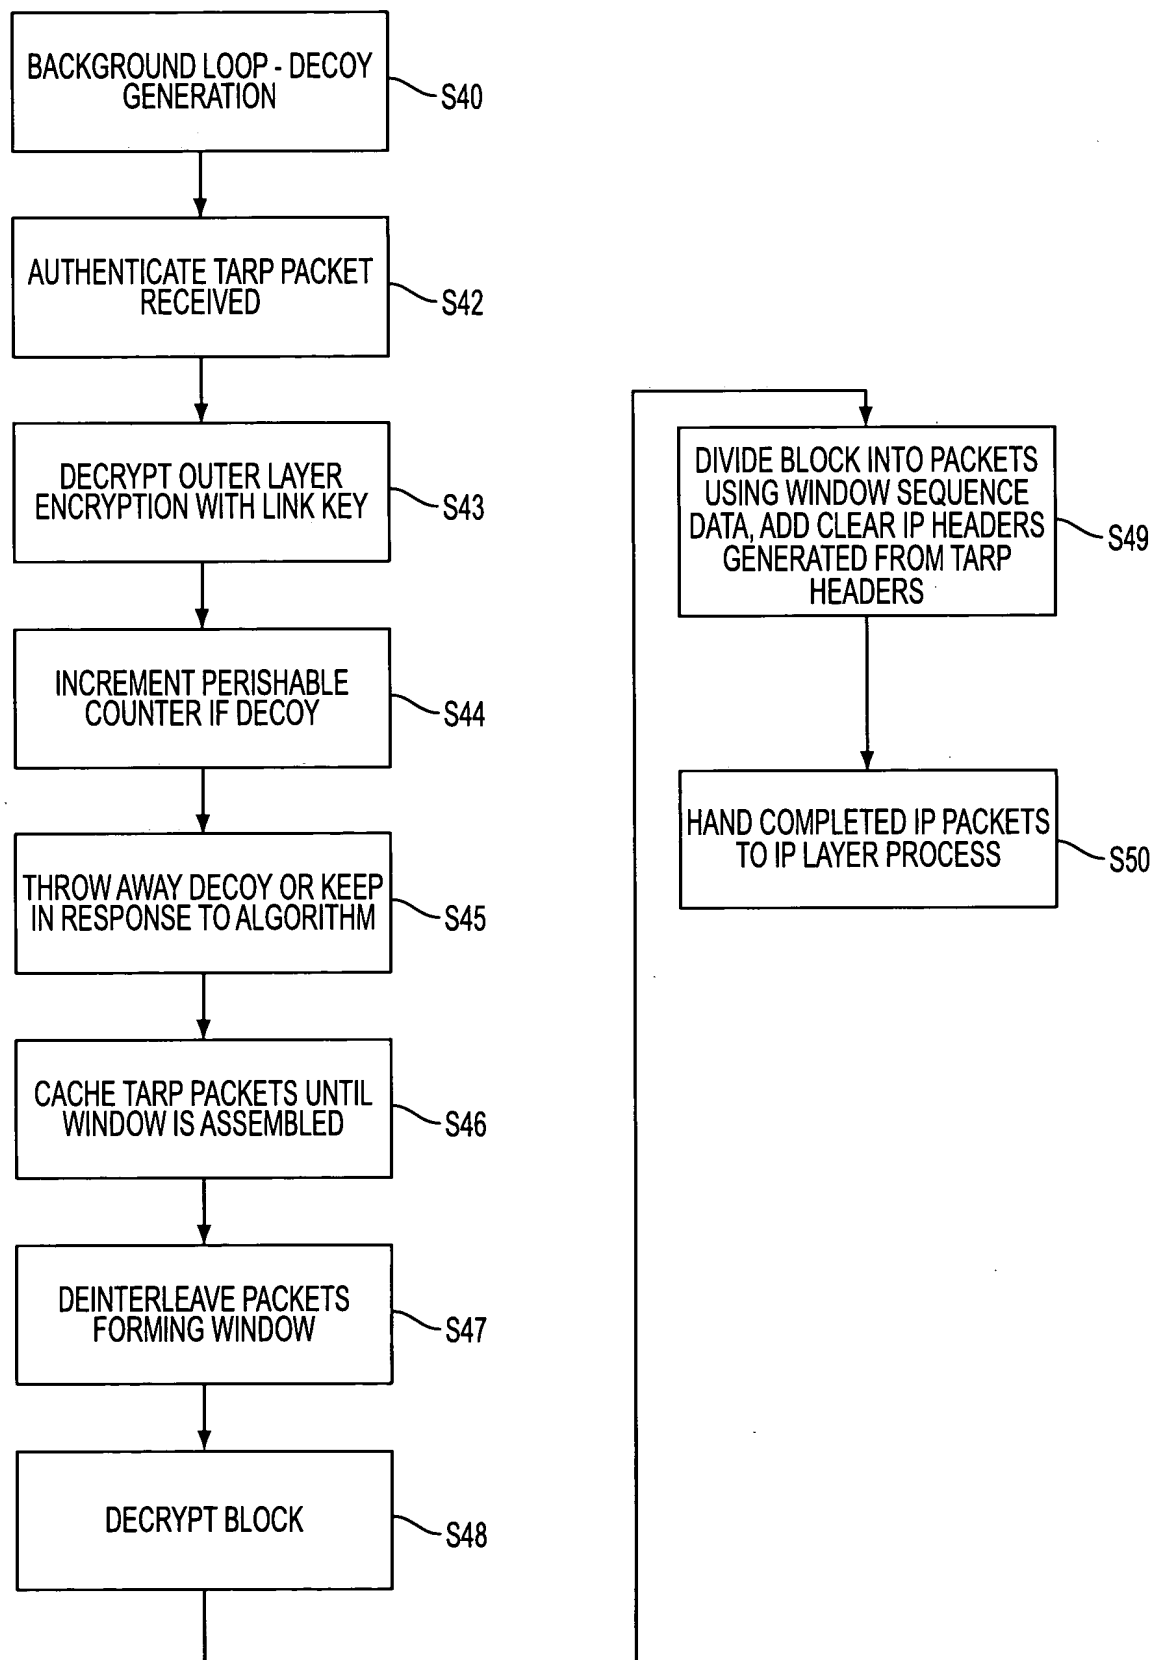 BACKGROUND LOOP - DECOY
GENERATION
S40
AUTHENTICATE TARP PACKET
RECEIVED
S42
DECRYPT OUTER LAYER
ENCRYPTION WITH LINK KEY
S43
INCREMENT PERISHABLE
COUNTER IF DECOY
S44
THROW AWAY DECOY OR KEEP
IN RESPONSE TO ALGORITHM
S45
CACHE TARP PACKETS UNTIL
WINDOW IS ASSEMBLED
S46
DEINTERLEAVE PACKETS
FORMING WINDOW
S47
DECRYPT BLOCK
S48
DIVIDE BLOCK INTO PACKETS
USING WINDOW SEQUENCE
DATA, ADD CLEAR IP HEADERS
GENERATED FROM TARP
HEADERS
S49
HAND COMPLETED IP PACKETS
TO IP LAYER PROCESS
S50